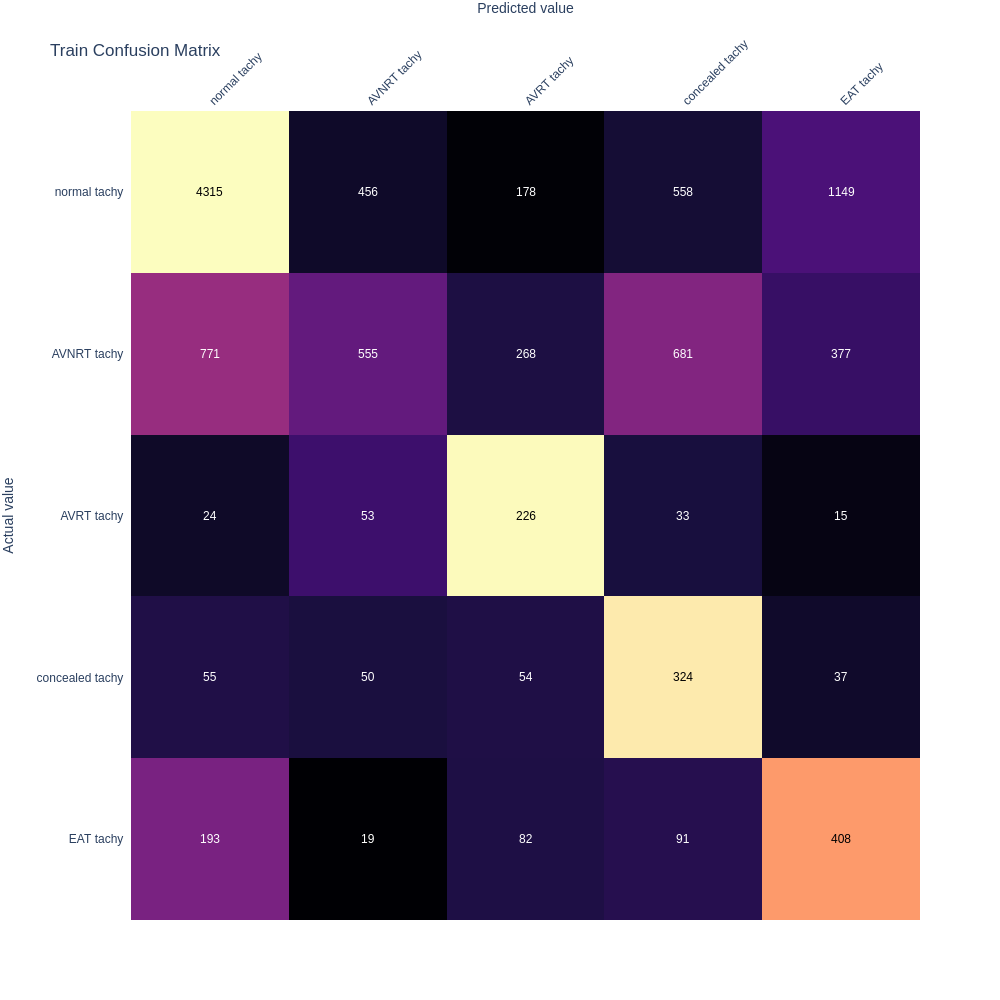 Predicted value
Train Confusion Matrix
normal tachy AVNRT tachy AVRT tachy concealed tachy EAT tachy
normal tachy 4315 456 178 558 1149
AVNRT tachy 771 555 268 681 377
Actual value
AVRT tachy 24 53 226 33 15
concealed tachy 55 50 54 324 37
EAT tachy 193 19 82 91 408